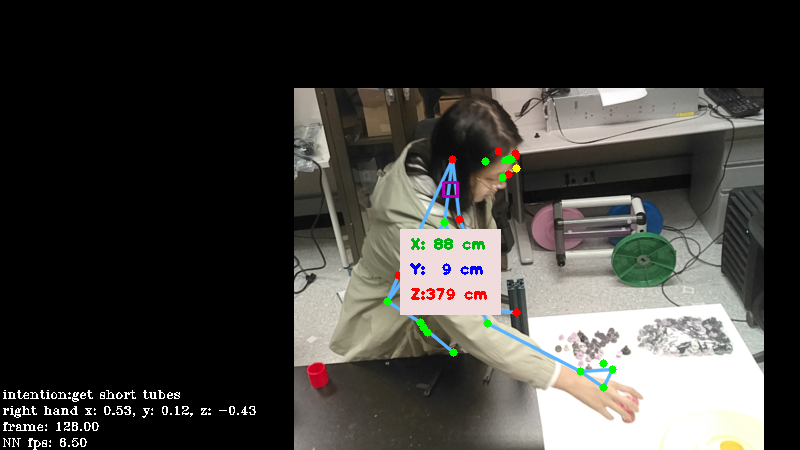 X: 88 cm
Y: 9 cm
Z:379 cm
intention:get short tubes
right hand x: 0.53, y: 0.12, z: -0.43
frame: 128.00
NN fps: 6.50